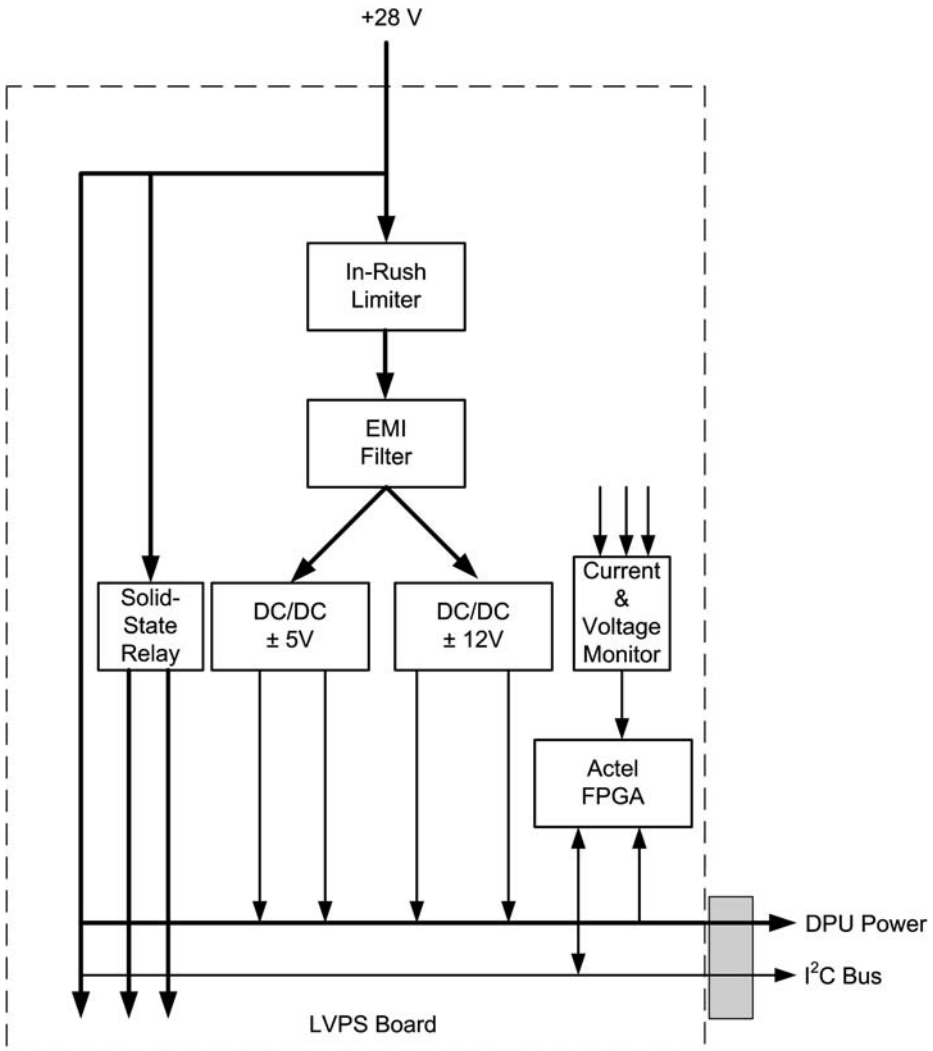 +28 V
In-Rush
Limiter
EMI
Filter
Solid-
State
Relay
DC/DC
± 5V
DC/DC
± 12V
Current
&
Voltage
Monitor
Actel
FPGA
DPU Power
I²C Bus
LVPS Board